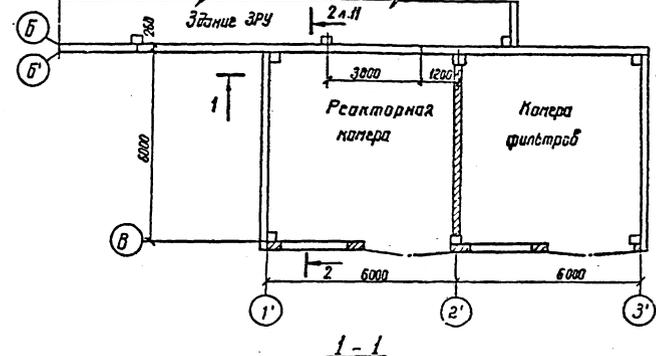 Б
Б'
Здание ЗРУ
2 л.11
260
3800
1200
1
Реакторная
камера
Камера
фильтров
6000
В
2
6000
6000
1'
2'
3'
1 - 1